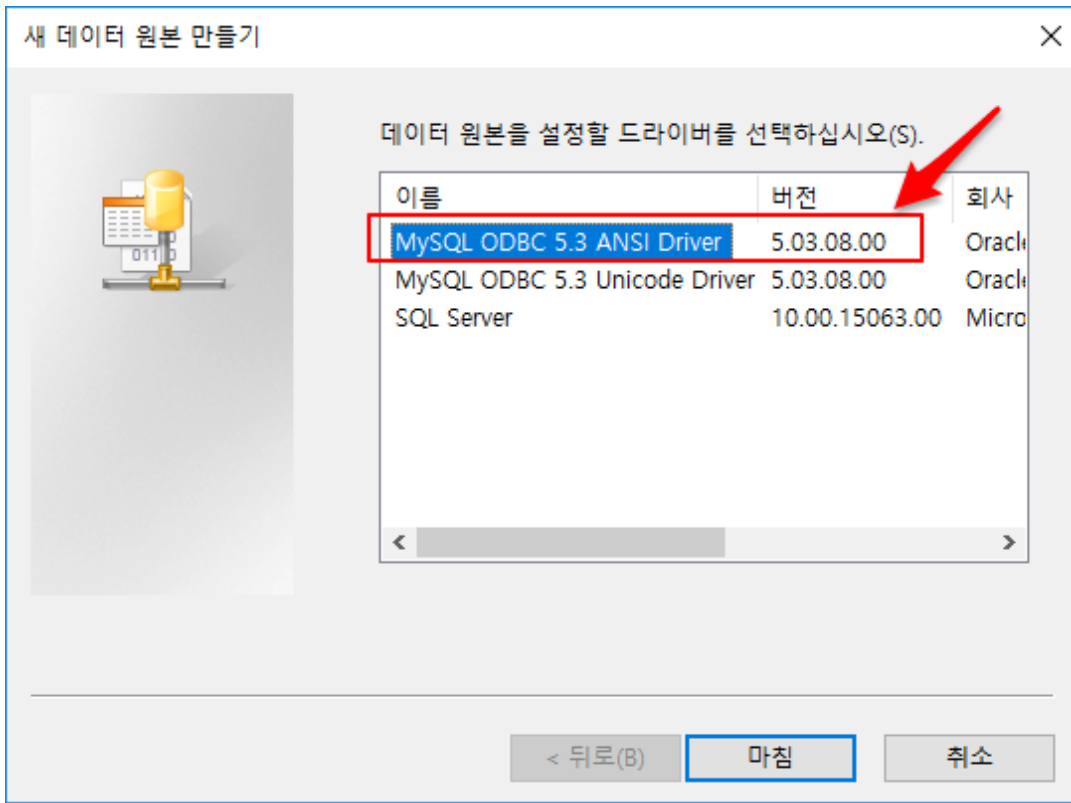 새 데이터 원본 만들기
데이터 원본을 설정할 드라이버를 선택하십시오(S).
이름 버전 회사
MySQL ODBC 5.3 ANSI Driver 5.03.08.00 Oracl
MySQL ODBC 5.3 Unicode Driver 5.03.08.00 Oracl
SQL Server 10.00.15063.00 Micro
< 뒤로(B) 마침 취소